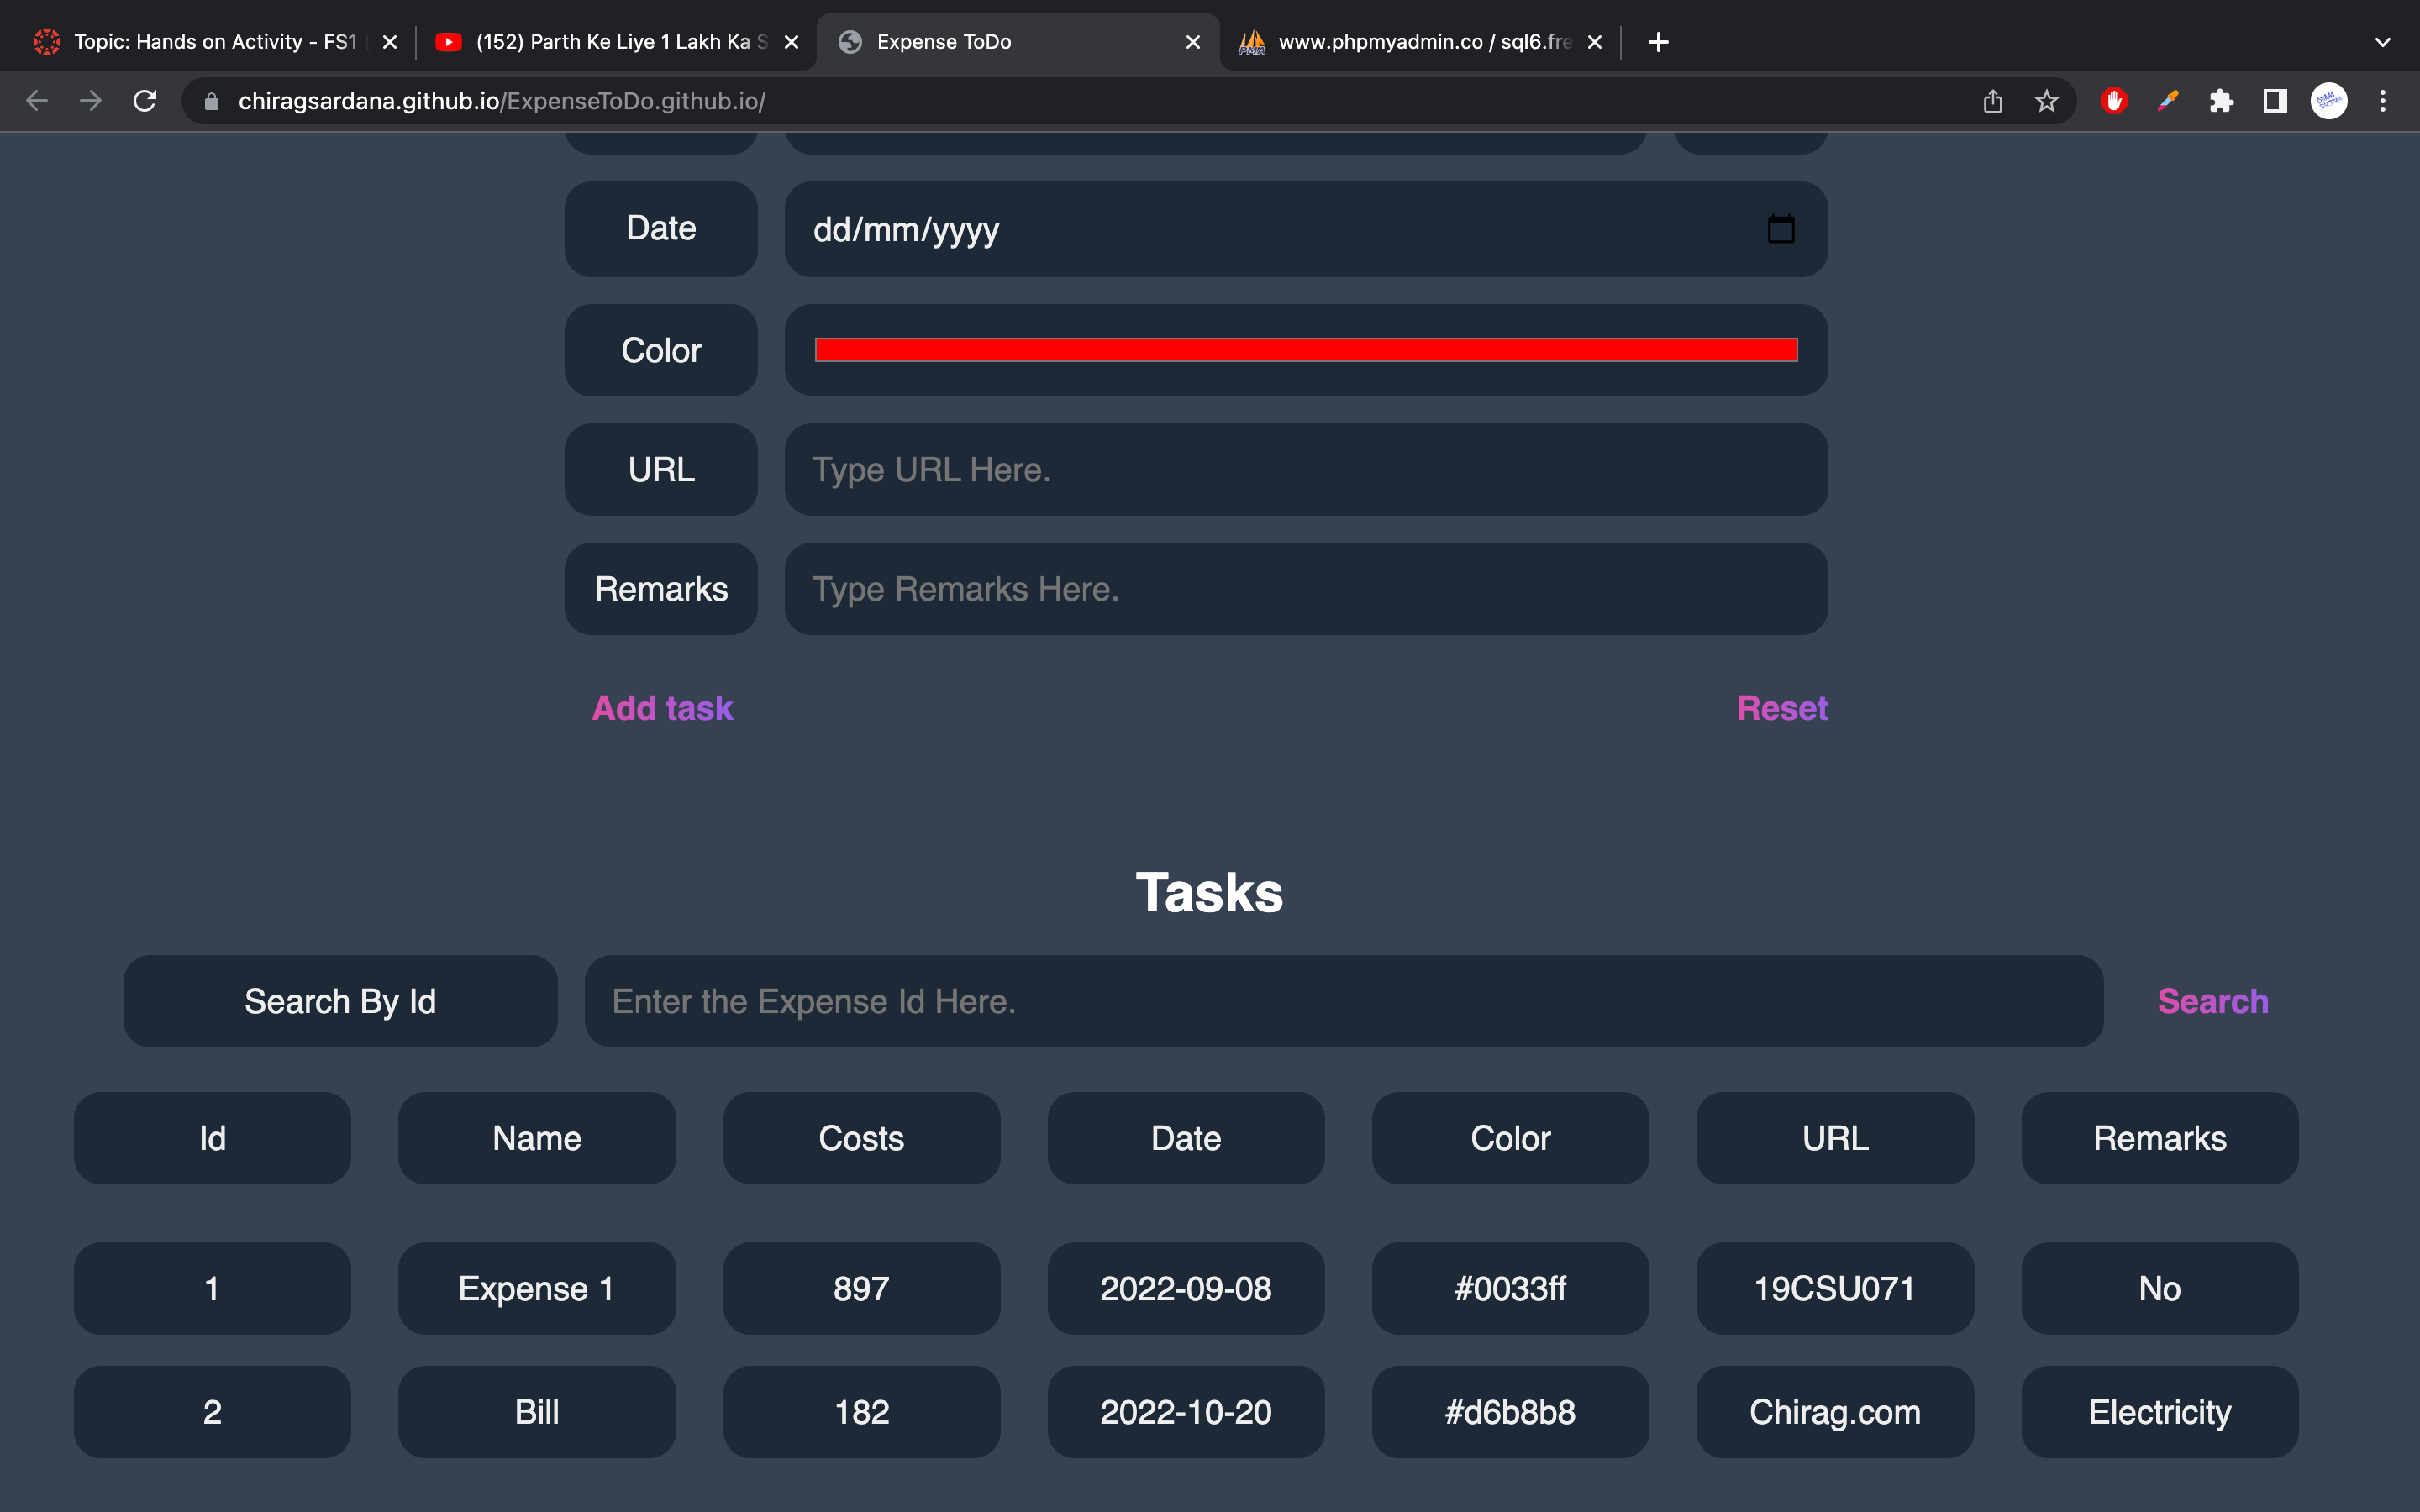 Topic: Hands on Activity - FS1
(152) Parth Ke Liye 1 Lakh Ka S
Expense ToDo
www.phpmyadmin.co / sql6.fre
chiragsardana.github.io/ExpenseToDo.github.io/
Date
dd/mm/yyyy
Color
URL
Type URL Here.
Remarks
Type Remarks Here.
Add task
Reset
Tasks
Search By Id
Enter the Expense Id Here.
Search
Id Name Costs Date Color URL Remarks
1 Expense 1 897 2022-09-08 #0033ff 19CSU071 No
2 Bill 182 2022-10-20 #d6b8b8 Chirag.com Electricity